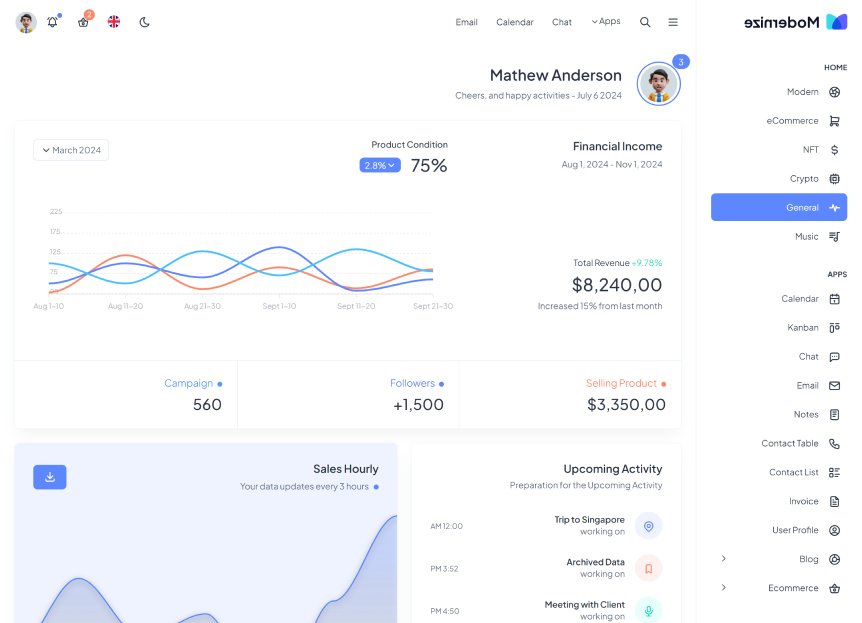 2
Email
Calendar
Chat
Apps
Modernize
HOME
Modern
eCommerce
NFT
Crypto
General
Music
APPS
Calendar
Kanban
Chat
Email
Notes
Contact Table
Contact List
Invoice
User Profile
Blog
Ecommerce
3
Mathew Anderson
Cheers, and happy activities - July 6 2024
Financial Income
Aug 1, 2024 - Nov 1, 2024
Product Condition
2.8%
75%
March 2024
225
175
125
75
Aug 1-10
Aug 11-20
Aug 21-30
Sept 1-10
Sept 11-20
Sept 21-30
Total Revenue +9.78%
$8,240,00
Increased 15% from last month
Campaign
560
Followers
+1,500
Selling Product
$3,350,00
Sales Hourly
Your data updates every 3 hours
Upcoming Activity
Preparation for the Upcoming Activity
AM 12:00
Trip to Singapore
working on
PM 3:52
Archived Data
working on
PM 4:50
Meeting with Client
working on